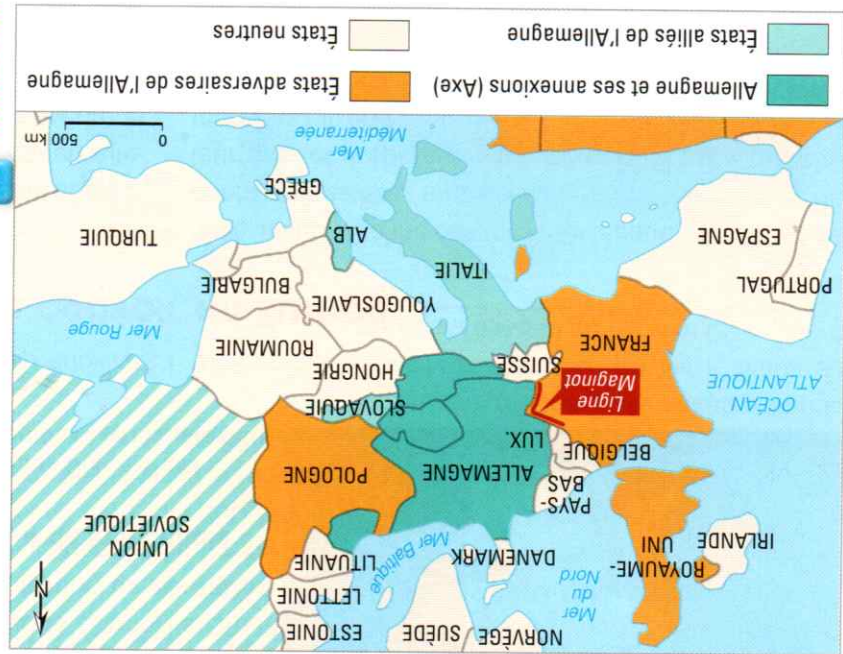 NORVÈGE
SUÈDE
ESTONIE
LETTONIE
LITUANIE
DANEMARK
Mer
du
Nord
Mer Baltique
IRLANDE
ROYAUME-
UNI
PAYS-
BAS
BELGIQUE
LUX.
ALLEMAGNE
POLOGNE
UNION
SOVIÉTIQUE
N
OCÉAN
ATLANTIQUE
Ligne
Maginot
FRANCE
SUISSE
SLOVAQUIE
HONGRIE
ROUMANIE
Mer Rouge
PORTUGAL
ESPAGNE
ITALIE
YOUGOSLAVIE
BULGARIE
ALB.
GRÈCE
TURQUIE
Mer
Méditerranée
0 500 km
Allemagne et ses annexions (Axe)
États adversaires de l'Allemagne
États alliés de l'Allemagne
États neutres